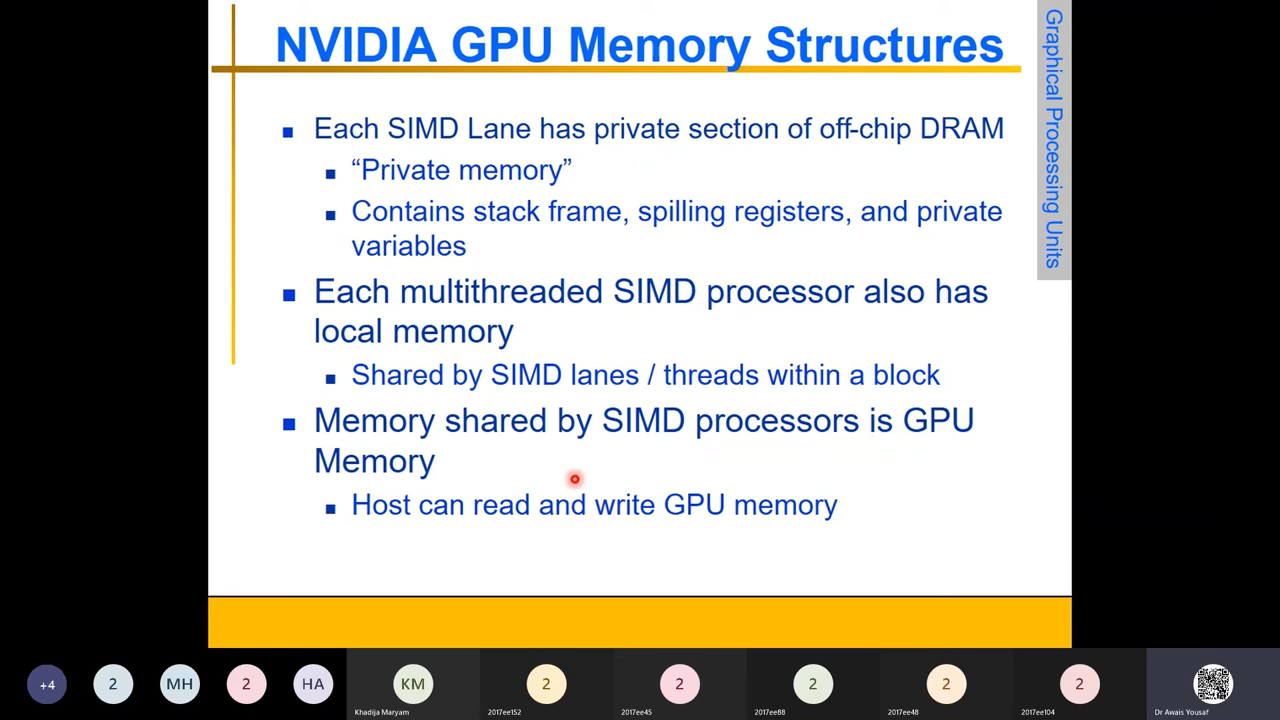 NVIDIA GPU Memory Structures
Graphical Processing Units
Each SIMD Lane has private section of off-chip DRAM
“Private memory”
Contains stack frame, spilling registers, and private
variables
Each multithreaded SIMD processor also has
local memory
Shared by SIMD lanes / threads within a block
Memory shared by SIMD processors is GPU
Memory
Host can read and write GPU memory
+4
2
MH
2
HA
KM
2
2
2
2
2
Khadija Maryam
2017ee152
2017ee45
2017ee88
2017ee48
2017ee104
Dr Awais Yousaf